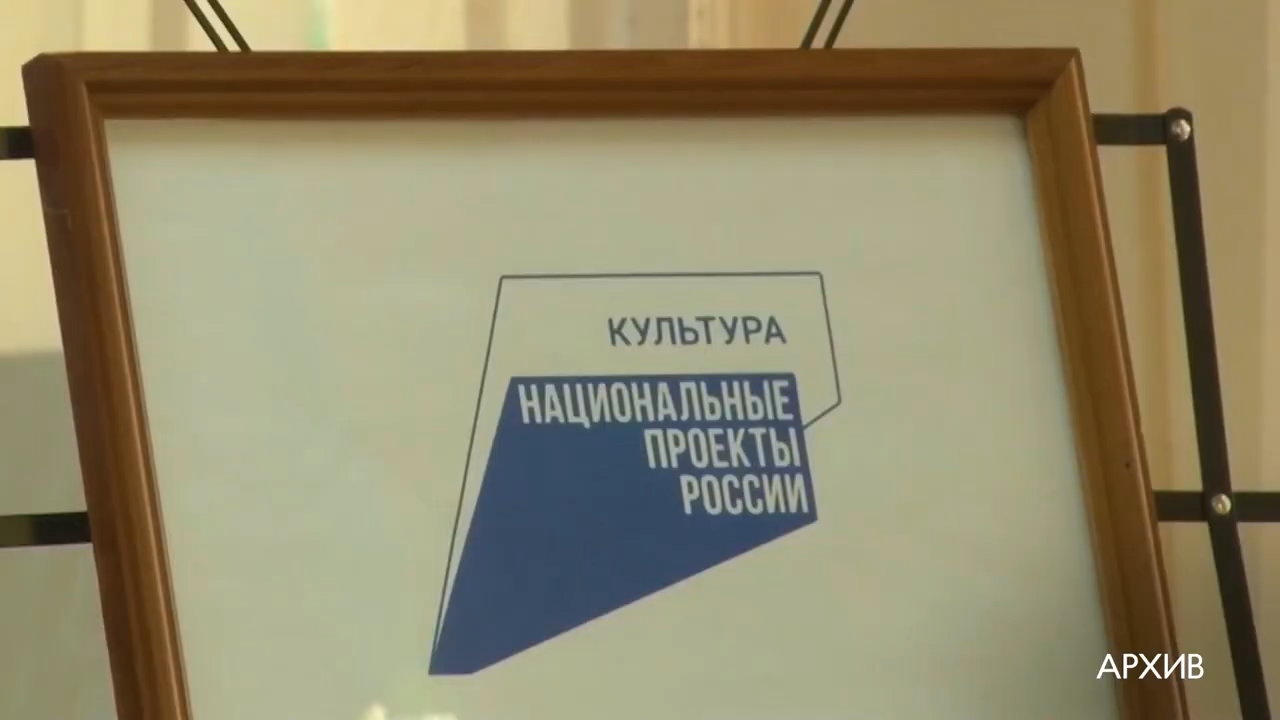 КУЛЬТУРА
НАЦИОНАЛЬНЫЕ
ПРОЕКТЫ
РОССИИ
АРХИВ